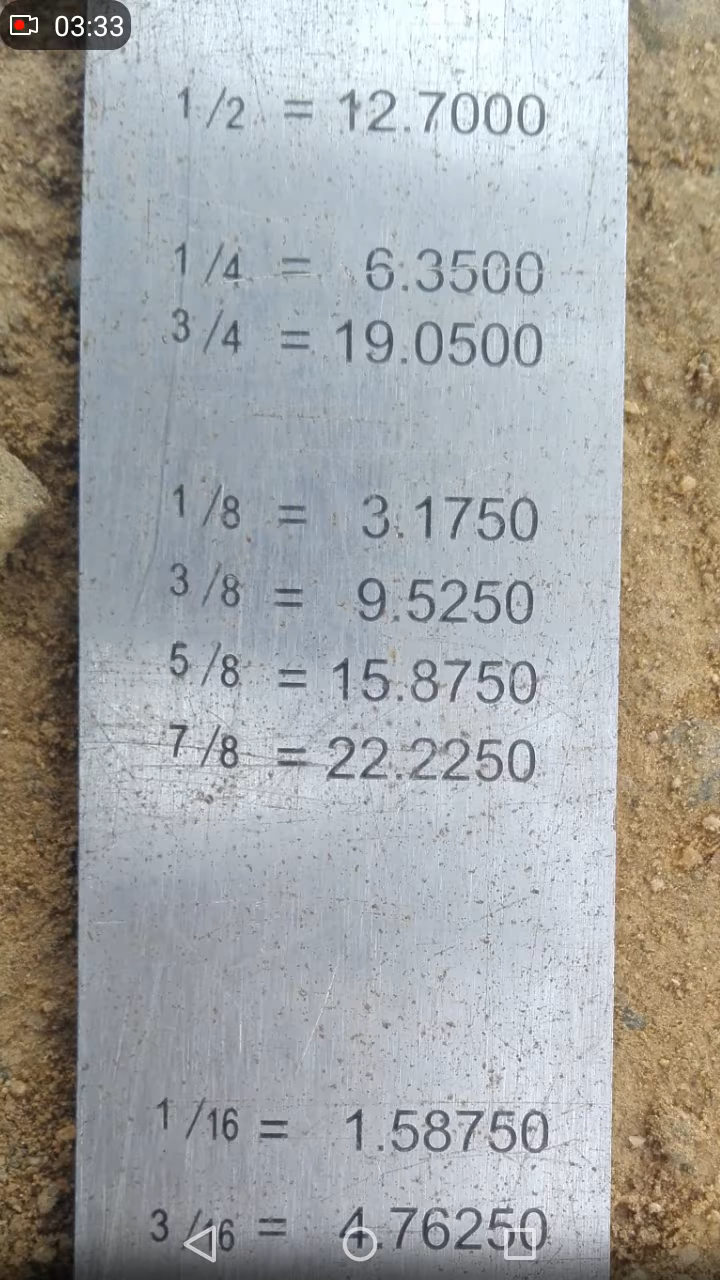 03:33
1/2 = 12.7000
1/4 = 6.3500
3/4 = 19.0500
1/8 = 3.1750
3/8 = 9.5250
5/8 = 15.8750
7/8 = 22.2250
1/16 = 1.58750
3/16 = 4.76250